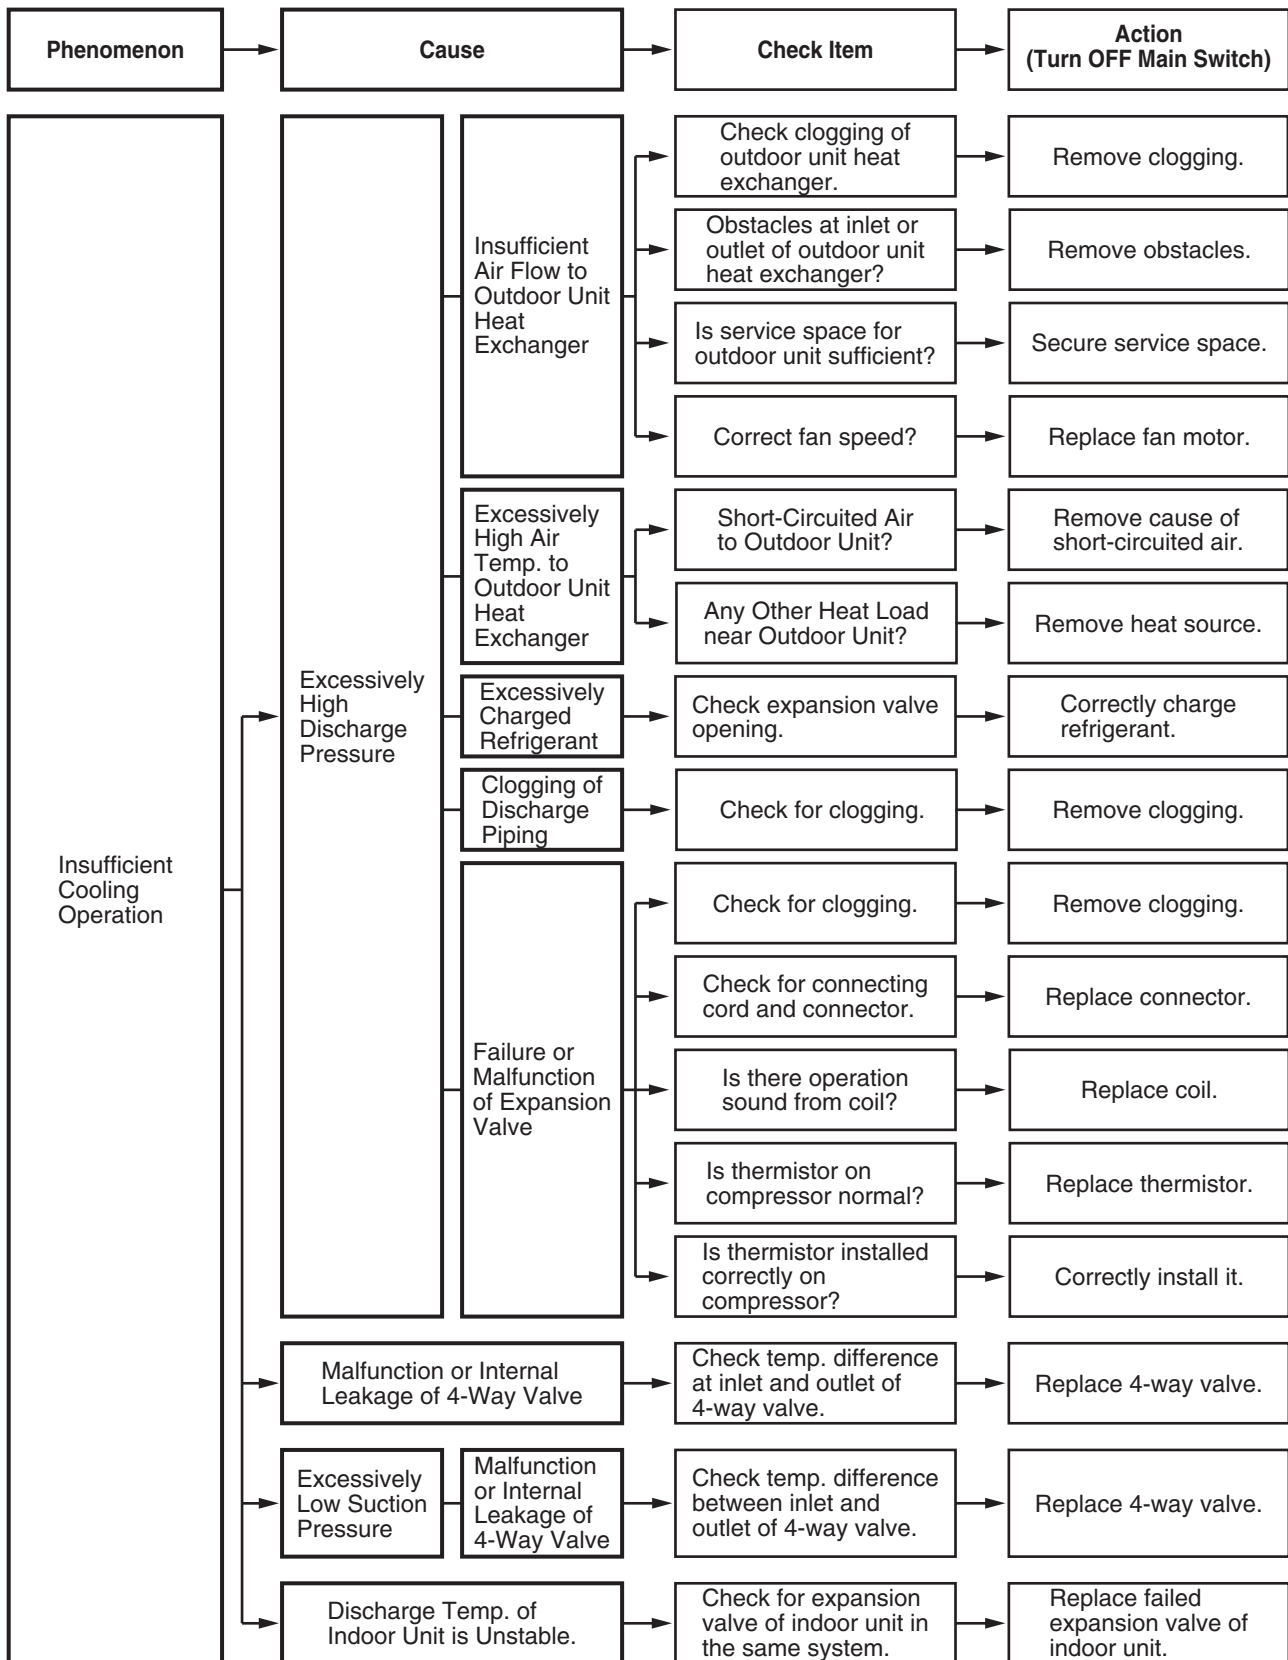 Phenomenon
Cause
Check Item
Action
(Turn OFF Main Switch)
Insufficient
Cooling
Operation
Excessively
High
Discharge
Pressure
Insufficient
Air Flow to
Outdoor Unit
Heat
Exchanger
Check clogging of
outdoor unit heat
exchanger.
Remove clogging.
Obstacles at inlet or
outlet of outdoor unit
heat exchanger?
Remove obstacles.
Is service space for
outdoor unit sufficient?
Secure service space.
Correct fan speed?
Replace fan motor.
Excessively
High Air
Temp. to
Outdoor Unit
Heat
Exchanger
Short-Circuited Air
to Outdoor Unit?
Remove cause of
short-circuited air.
Any Other Heat Load
near Outdoor Unit?
Remove heat source.
Excessively
Charged
Refrigerant
Check expansion valve
opening.
Correctly charge
refrigerant.
Clogging of
Discharge
Piping
Check for clogging.
Remove clogging.
Failure or
Malfunction
of Expansion
Valve
Check for clogging.
Remove clogging.
Check for connecting
cord and connector.
Replace connector.
Is there operation
sound from coil?
Replace coil.
Is thermistor on
compressor normal?
Replace thermistor.
Is thermistor installed
correctly on
compressor?
Correctly install it.
Malfunction or Internal
Leakage of 4-Way Valve
Check temp. difference
at inlet and outlet of
4-way valve.
Replace 4-way valve.
Excessively
Low Suction
Pressure
Malfunction
or Internal
Leakage of
4-Way Valve
Check temp. difference
between inlet and
outlet of 4-way valve.
Replace 4-way valve.
Discharge Temp. of
Indoor Unit is Unstable.
Check for expansion
valve of indoor unit in
the same system.
Replace failed
expansion valve of
indoor unit.